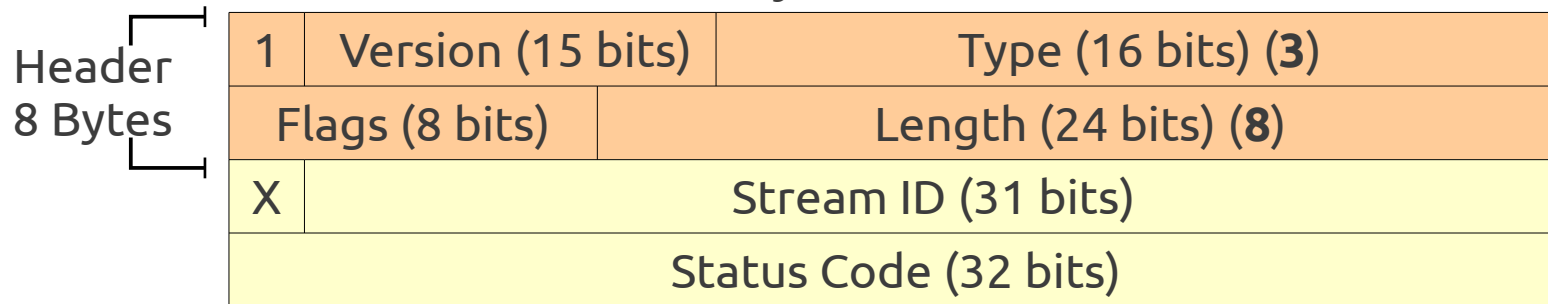 Header
8 Bytes
1 Version (15 bits) Type (16 bits) (3)
Flags (8 bits) Length (24 bits) (8)
X Stream ID (31 bits)
Status Code (32 bits)